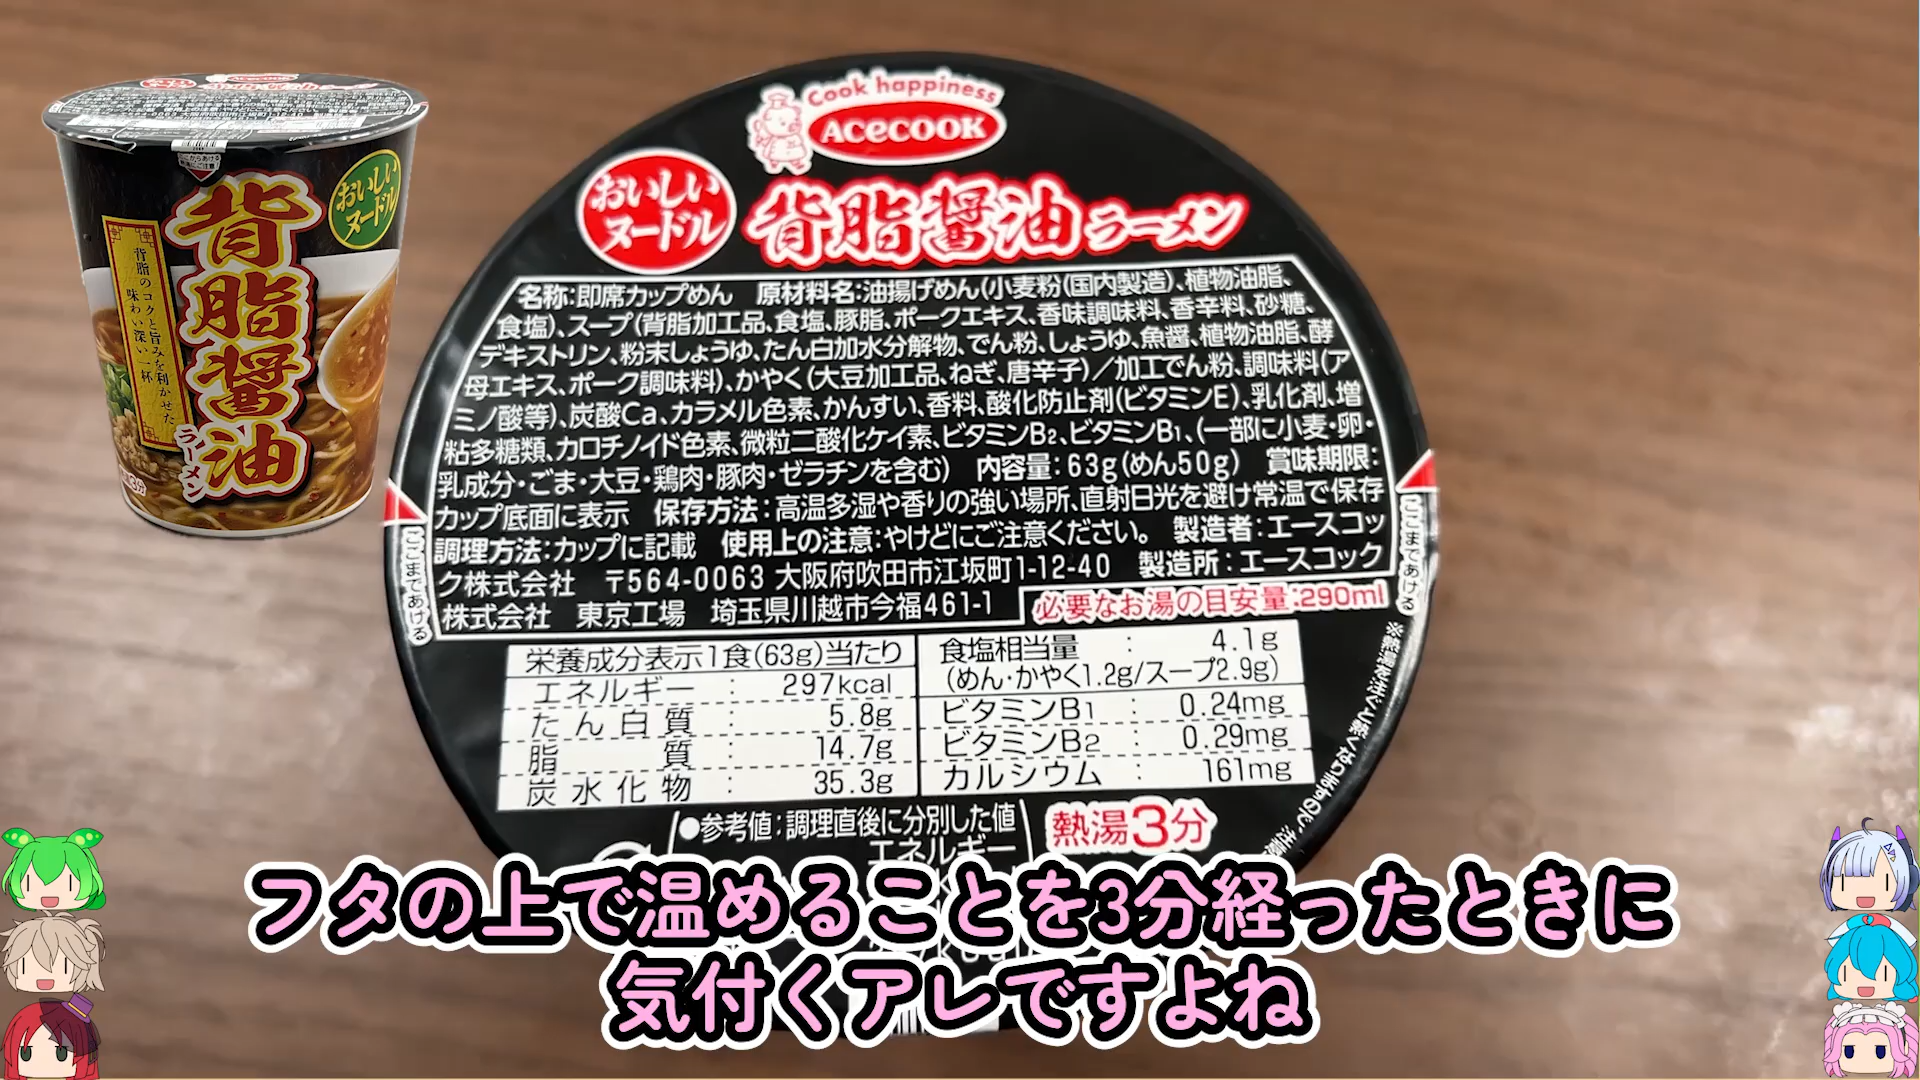 Cook happiness
Acecook
おいしい
ヌードル
背脂醤油ラーメン
名称:即席カップめん 原材料名:油揚げめん(小麦粉(国内製造)、植物油脂、
食塩)、スープ(背脂加工品、食塩、豚脂、ポークエキス、香味調味料、香辛料、砂糖、
デキストリン、粉末しょうゆ、たん白加水分解物、でん粉、しょうゆ、魚醤、植物油脂、酵
母エキス、ポーク調味料)、かやく(大豆加工品、ねぎ、唐辛子)/加工でん粉、調味料(ア
ミノ酸等)、炭酸Ca、カラメル色素、かんすい、香料、酸化防止剤(ビタミンE)、乳化剤、増
粘多糖類、カロチノイド色素、微粒二酸化ケイ素、ビタミンB2、ビタミンB1、(一部に小麦・卵・
乳成分・ごま・大豆・鶏肉・豚肉・ゼラチンを含む) 内容量:63g(めん50g) 賞味期限:
カップ底面に表示 保存方法:高温多湿や香りの強い場所、直射日光を避け常温で保存
調理方法:カップに記載 使用上の注意:やけどにご注意ください。 製造者:エースコッ
ク株式会社 〒564-0063 大阪府吹田市江坂町1-12-40 製造所:エースコック
株式会社 東京工場 埼玉県川越市今福461-1
必要なお湯の目安量:290ml
ここまであける
ここまであける
栄養成分表示1食(63g)当たり
エネルギー : 297kcal
たん白質 : 5.8g
脂質 : 14.7g
炭水化物 : 35.3g
食塩相当量 : 4.1g
(めん・かやく1.2g/スープ2.9g)
ビタミンB1 : 0.24mg
ビタミンB2 : 0.29mg
カルシウム : 161mg
●参考値:調理直後に分別した値
エネルギー
熱湯3分
おいしい
ヌードル
背脂醤油
ラーメン
背脂のコクと旨みを利かせた
味わい深い一杯
フタの上で温めることを3分経ったときに
気付くアレですよね